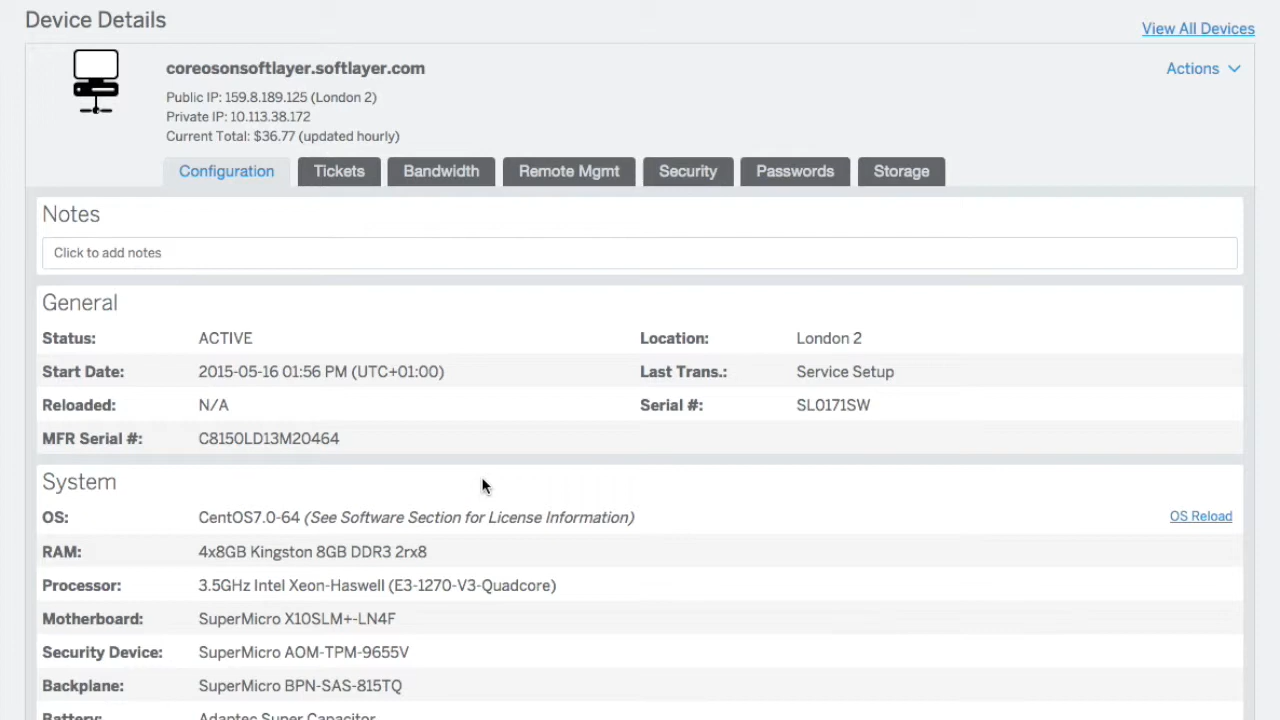 Device Details
View All Devices
coreosonsoftlayer.softlayer.com
Actions
Public IP: 159.8.189.125 (London 2)
Private IP: 10.113.38.172
Current Total: $36.77 (updated hourly)
Configuration Tickets Bandwidth Remote Mgmt Security Passwords Storage
Notes
Click to add notes
General
Status: ACTIVE Location: London 2
Start Date: 2015-05-16 01:56 PM (UTC+01:00) Last Trans.: Service Setup
Reloaded: N/A Serial #: SL0171SW
MFR Serial #: C8150LD13M20464
System
OS: CentOS7.0-64 (See Software Section for License Information) OS Reload
RAM: 4x8GB Kingston 8GB DDR3 2rx8
Processor: 3.5GHz Intel Xeon-Haswell (E3-1270-V3-Quadcore)
Motherboard: SuperMicro X10SLM+-LN4F
Security Device: SuperMicro AOM-TPM-9655V
Backplane: SuperMicro BPN-SAS-815TQ
Battery: Adaptec Super Capacitor